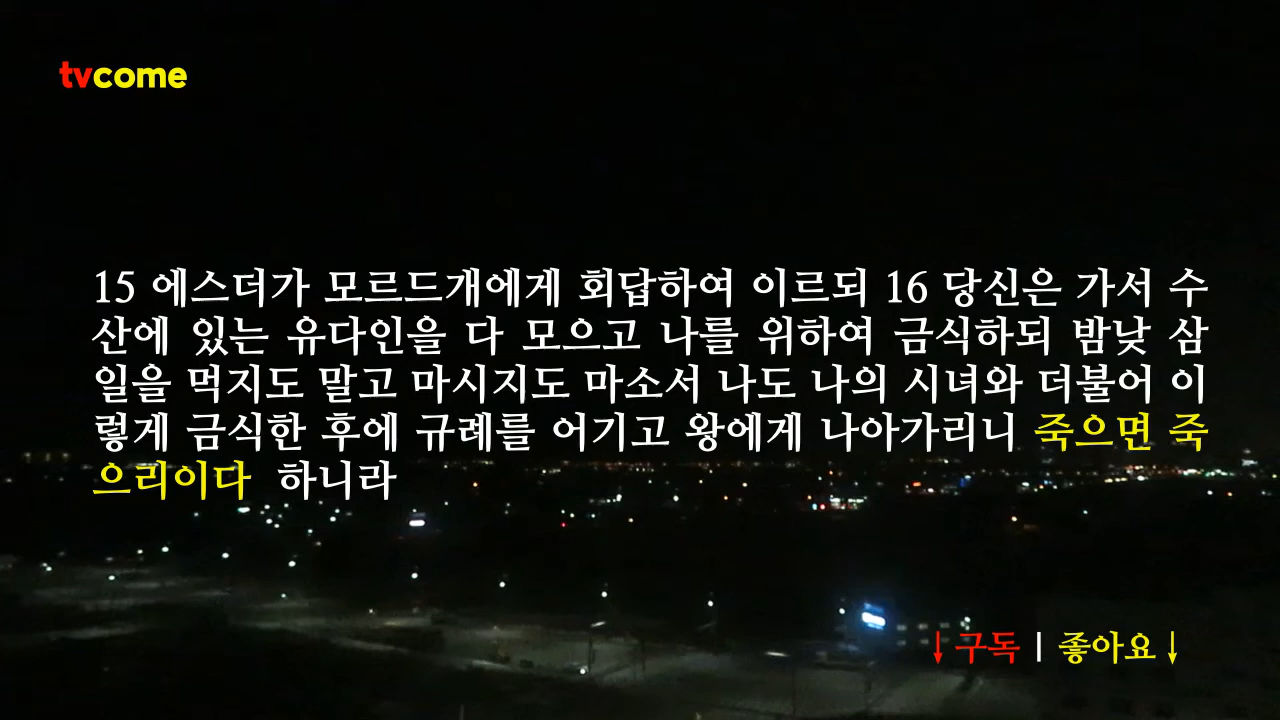 tvcome
15 에스더가 모르드개에게 회답하여 이르되 16 당신은 가서 수
산에 있는 유다인을 다 모으고 나를 위하여 금식하되 밤낮 삼
일을 먹지도 말고 마시지도 마소서 나도 나의 시녀와 더불어 이
렇게 금식한 후에 규례를 어기고 왕에게 나아가리니 죽으면 죽
으리이다 하니라
↓구독 | 좋아요↓